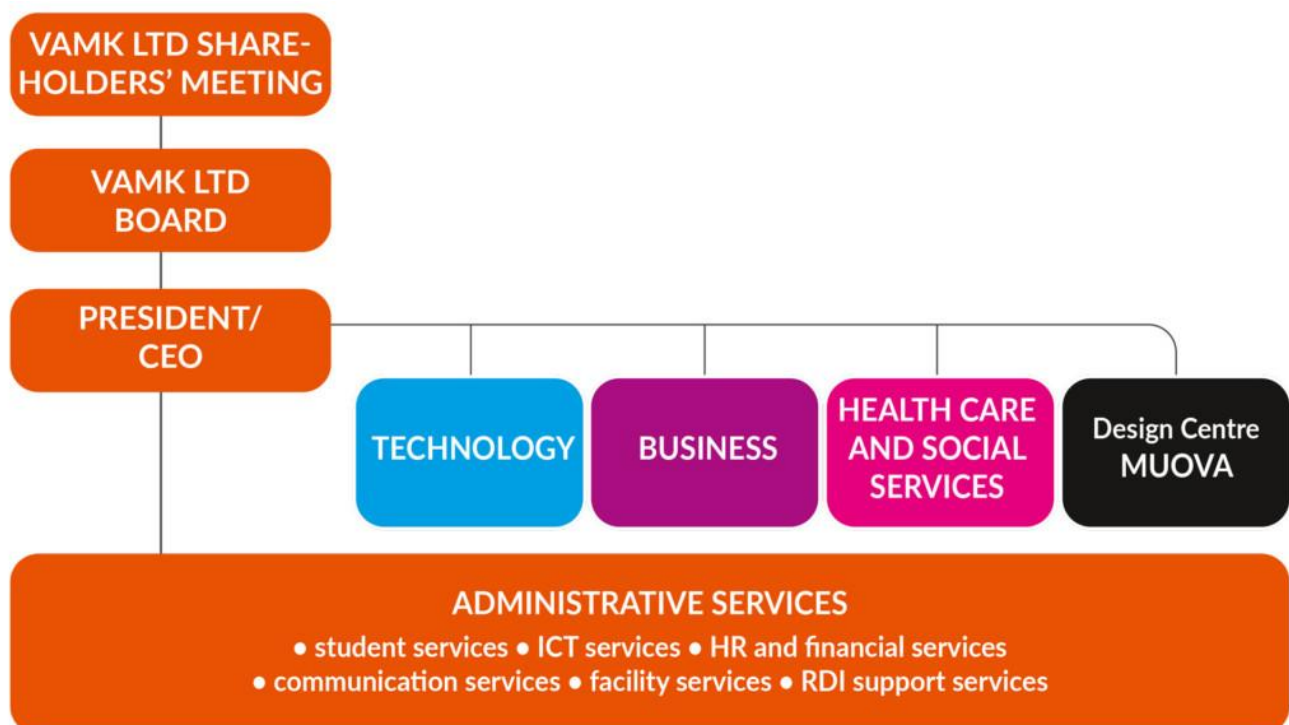 VAMK LTD SHARE-
HOLDERS’ MEETING
VAMK LTD
BOARD
PRESIDENT/
CEO
TECHNOLOGY
BUSINESS
HEALTH CARE
AND SOCIAL
SERVICES
Design Centre
MUOVA
ADMINISTRATIVE SERVICES
● student services ● ICT services ● HR and financial services
● communication services ● facility services ● RDI support services